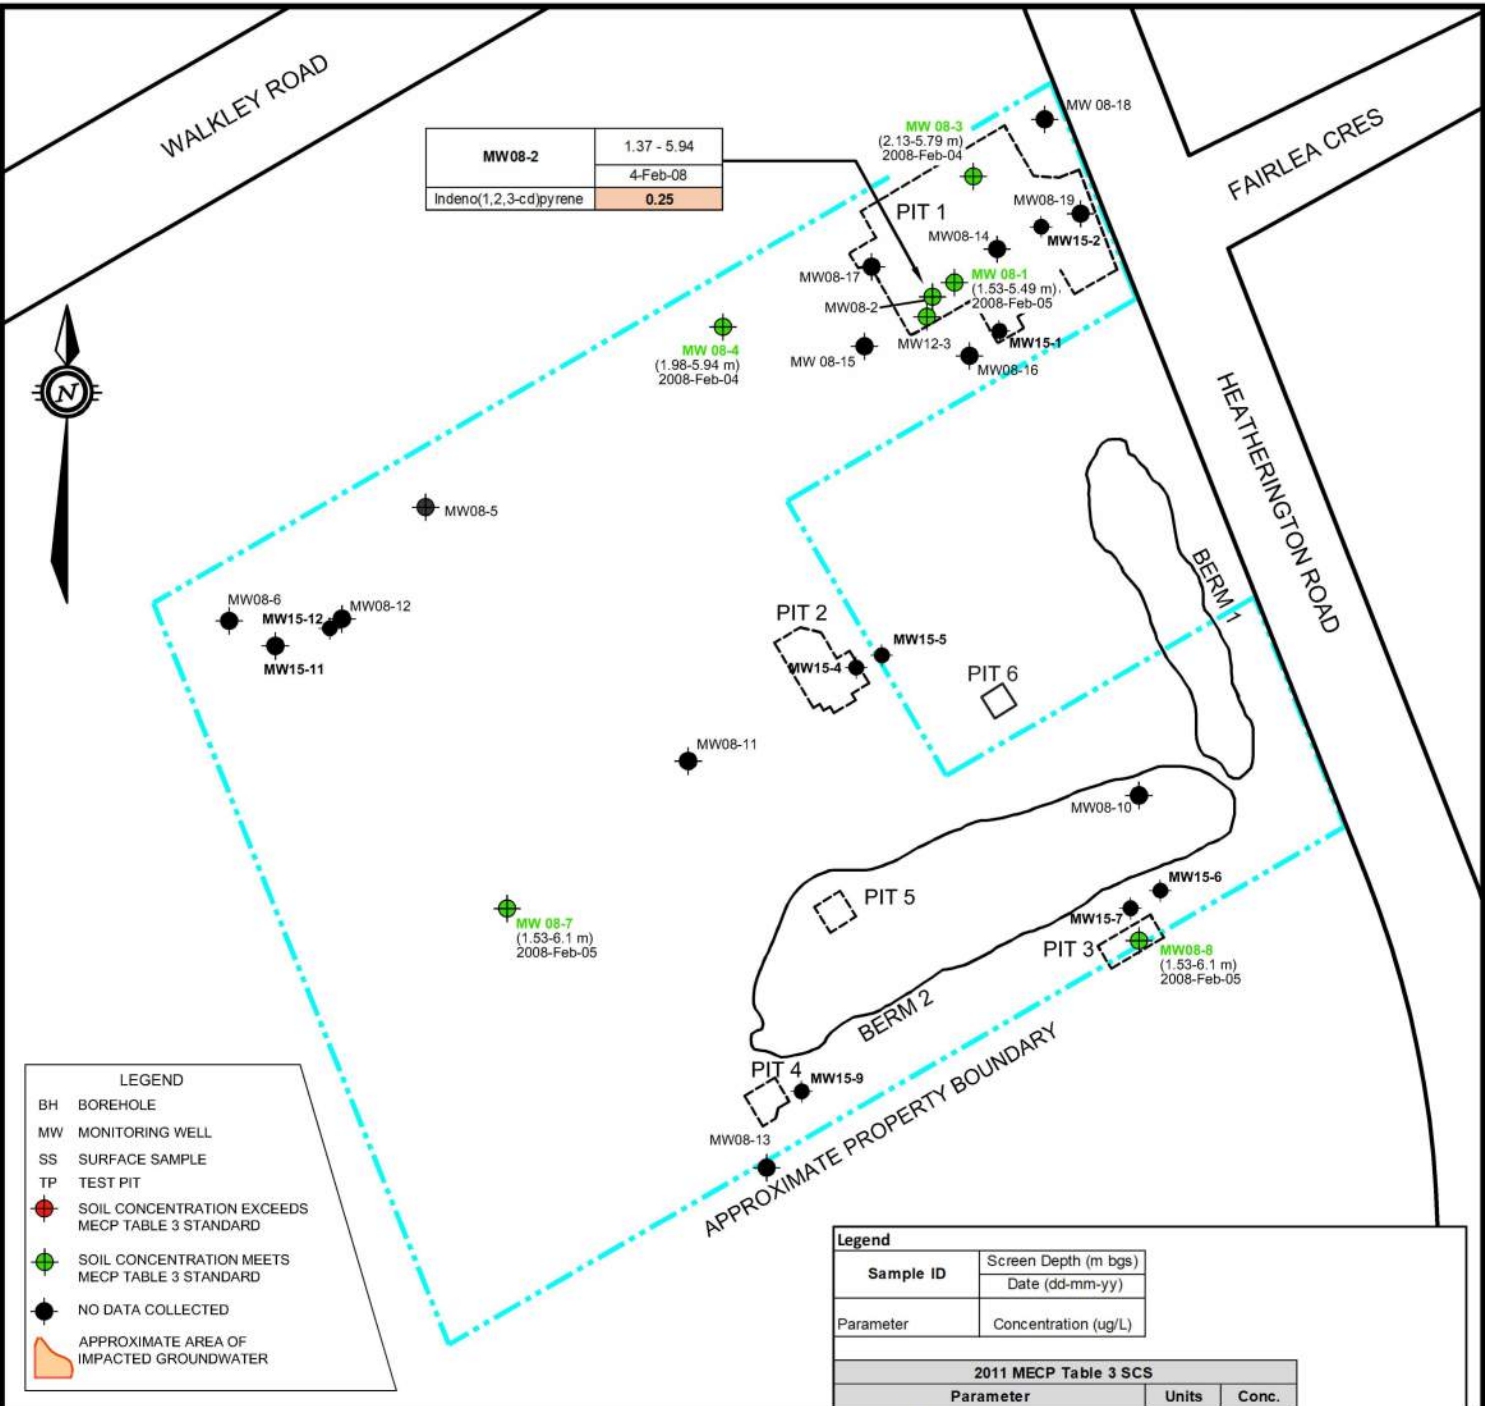 WALKLEY ROAD
FAIRLEA CRES
HEATHERINGTON ROAD
MW08-2
1.37 - 5.94
4-Feb-08
Indeno(1,2,3-cd)pyrene
0.25
MW 08-18
MW 08-3
(2.13-5.79 m)
2008-Feb-04
PIT 1
MW08-19
MW15-2
MW08-14
MW08-17
MW 08-1
(1.53-5.49 m)
2008-Feb-05
MW08-2
MW12-3
MW15-1
MW 08-15
MW08-16
MW 08-4
(1.98-5.94 m)
2008-Feb-04
N
MW08-5
MW08-6
MW15-12
MW08-12
MW15-11
PIT 2
MW15-5
MW15-4
PIT 6
BERM 1
MW08-11
MW08-10
PIT 5
MW15-6
MW15-7
PIT 3
MW08-8
(1.53-6.1 m)
2008-Feb-05
MW 08-7
(1.53-6.1 m)
2008-Feb-05
BERM 2
PIT 4
MW15-9
MW08-13
APPROXIMATE PROPERTY BOUNDARY
LEGEND
BH BOREHOLE
MW MONITORING WELL
SS SURFACE SAMPLE
TP TEST PIT
SOIL CONCENTRATION EXCEEDS
MECP TABLE 3 STANDARD
SOIL CONCENTRATION MEETS
MECP TABLE 3 STANDARD
NO DATA COLLECTED
APPROXIMATE AREA OF
IMPACTED GROUNDWATER
Legend
Sample ID
Screen Depth (m bgs)
Date (dd-mm-yy)
Parameter Concentration (ug/L)
2011 MECP Table 3 SCS
Parameter Units Conc.